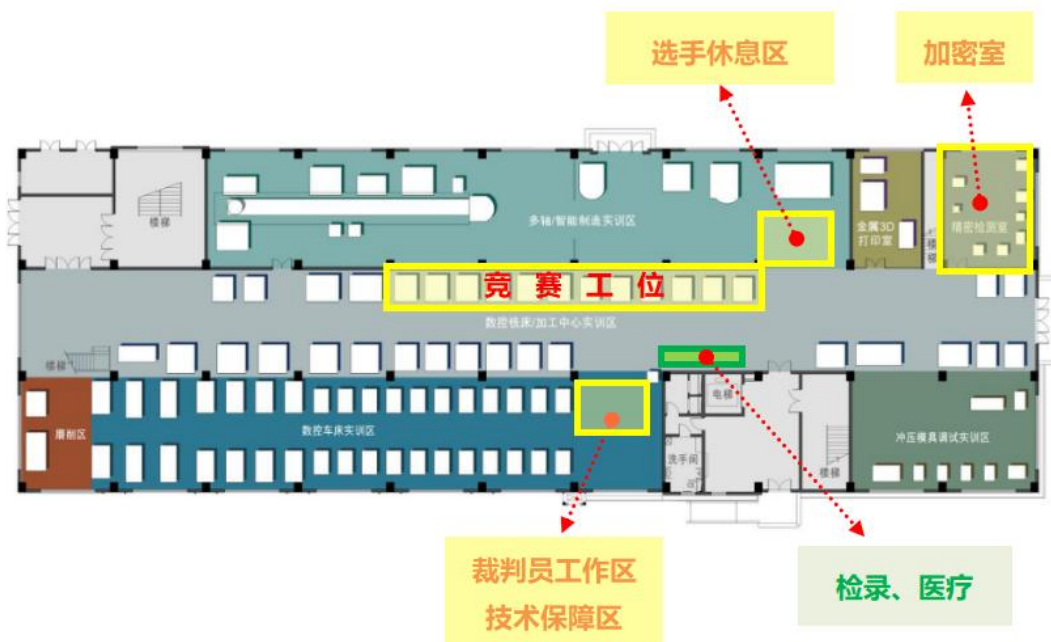 选手休息区
加密室
楼梯
多轴/智能制造实训区
金属3D
打印室
楼梯
精密检测室
竞赛工位
数控铣床/加工中心实训区
楼梯
磨削区
数控车床实训区
电梯
洗手间
楼梯
冲压模具调试实训区
裁判员工作区
技术保障区
检录、医疗